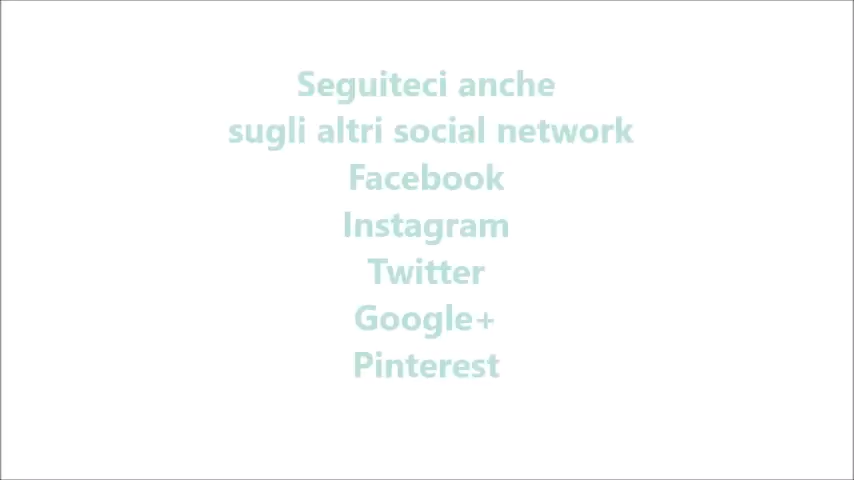 Seguiteci anche
sugli altri social network
Facebook
Instagram
Twitter
Google+
Pinterest